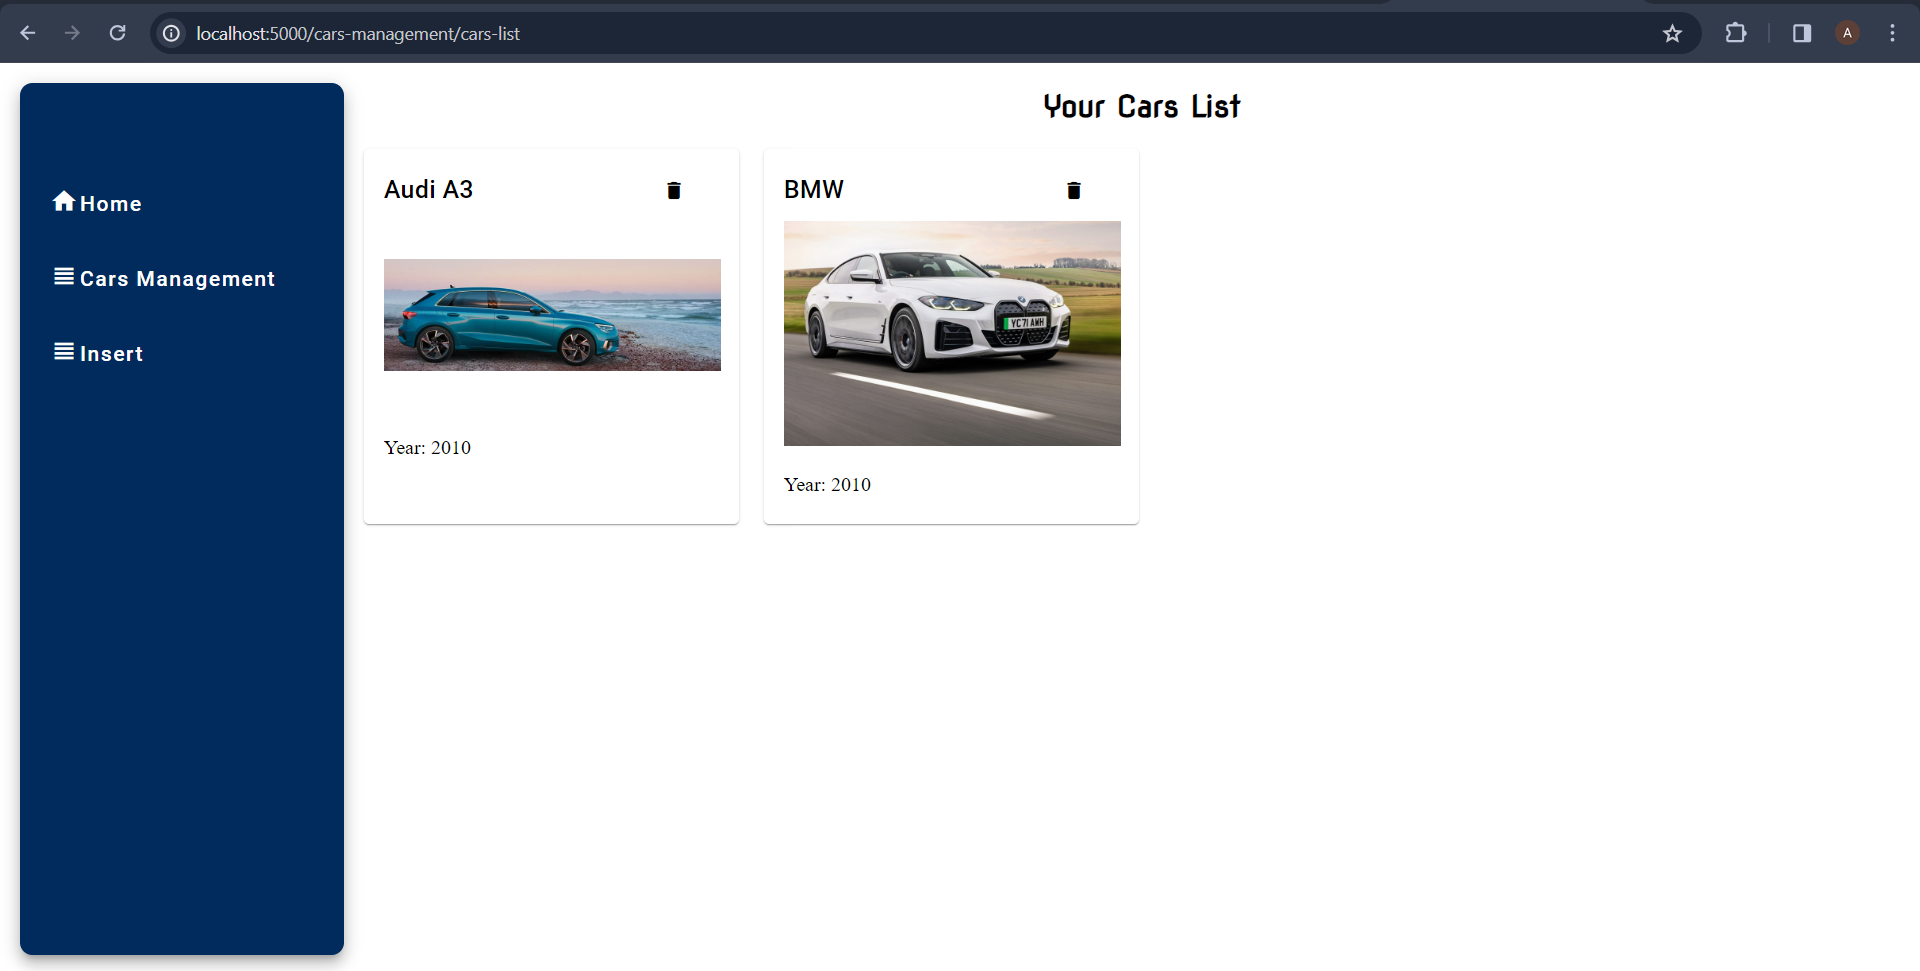 localhost:5000/cars-management/cars-list
A
Your Cars List
Home
Cars Management
Insert
Audi A3
Year: 2010
BMW
YC71 AWH
Year: 2010